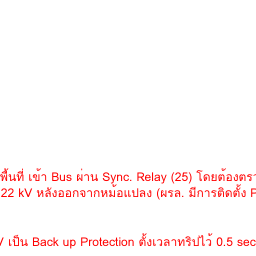 พื้นที่ เข้า Bus ผ่าน Sync. Relay (25) โดยต้องตรว
22 kV หลังออกจากหม้อแปลง (ผรล. มีการติดตั้ง P
V เป็น Back up Protection ตั้งเวลาทริปไว้ 0.5 sec